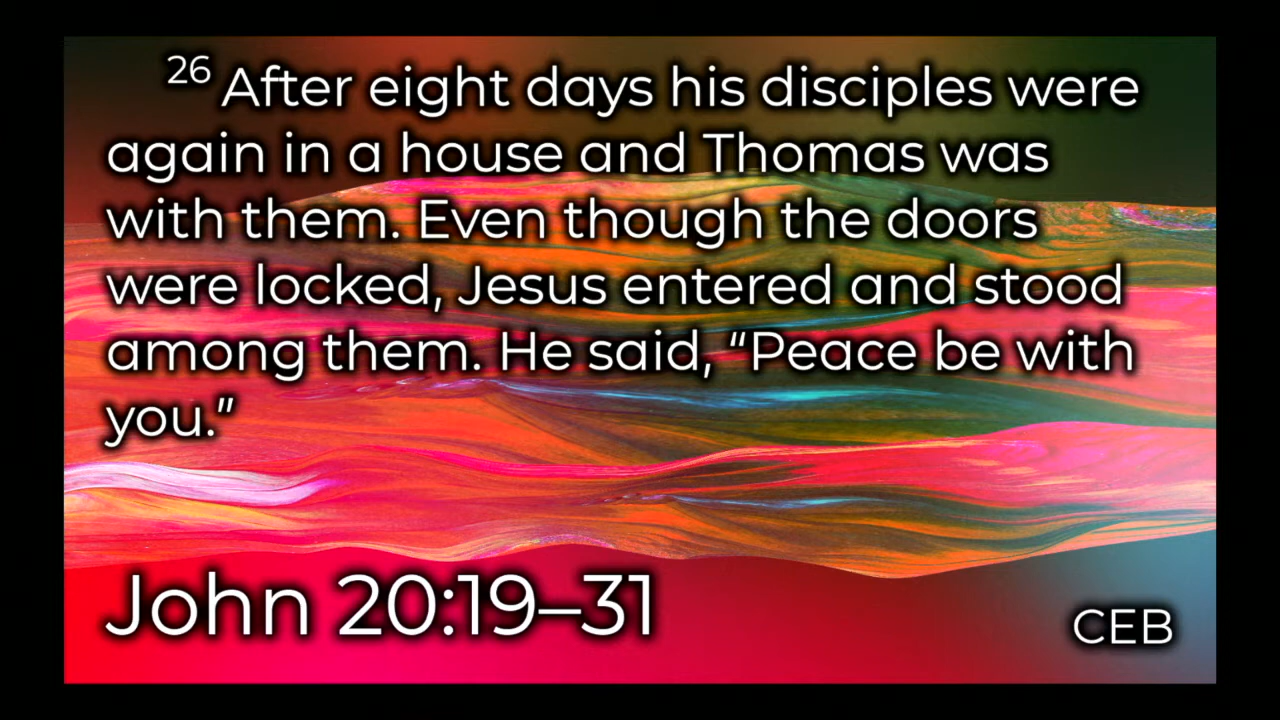 26 After eight days his disciples were
again in a house and Thomas was
with them. Even though the doors
were locked, Jesus entered and stood
among them. He said, “Peace be with
you.”
John 20:19–31
CEB